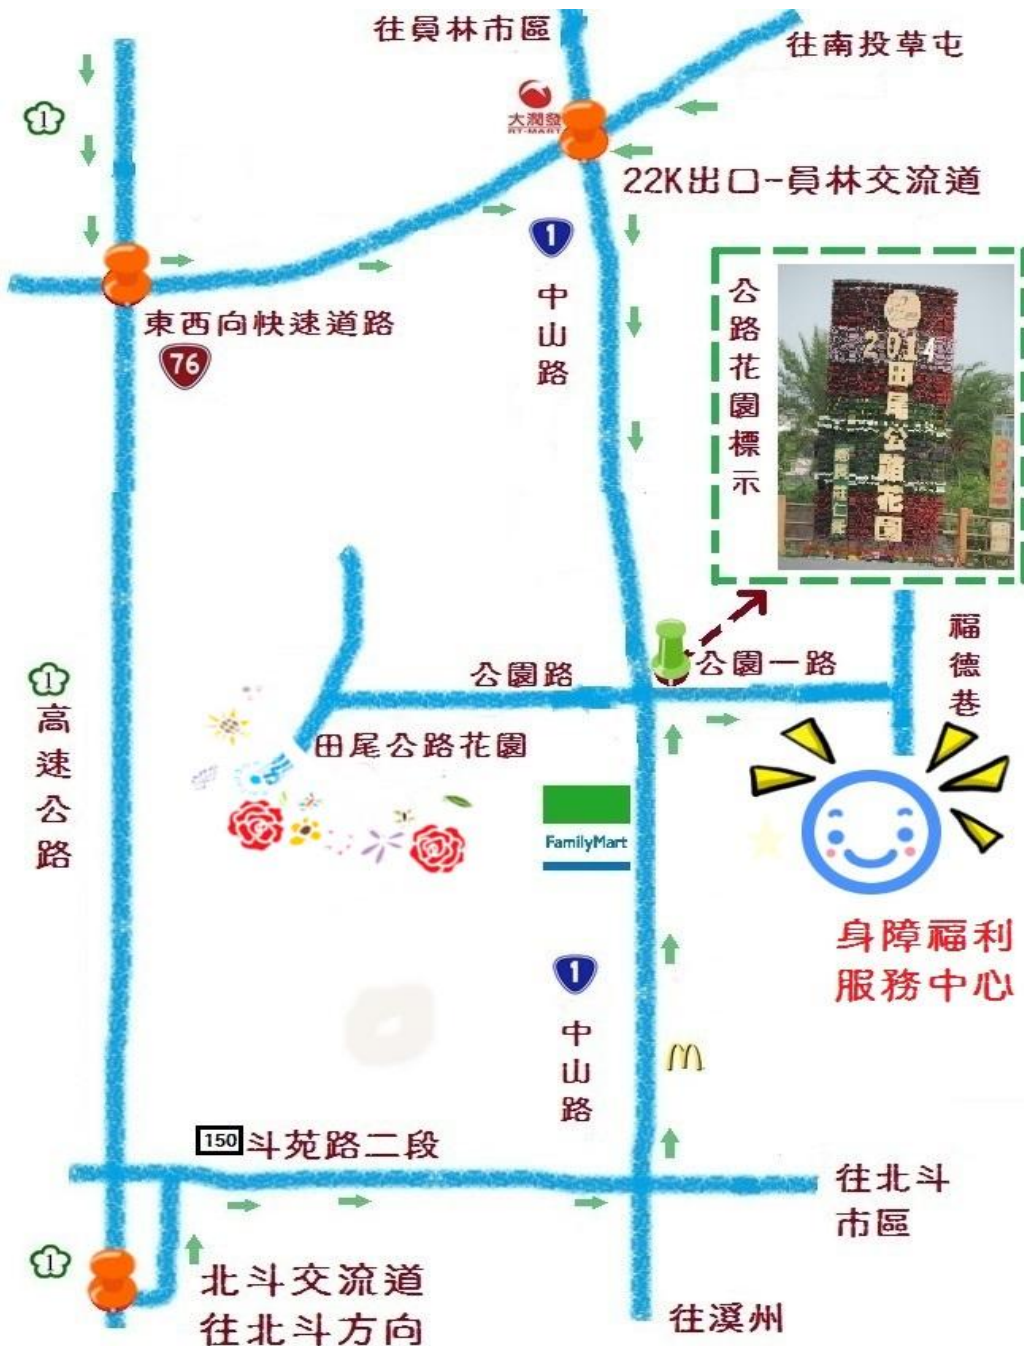 往員林市區
往南投草屯
1
大潤發
RT-MART
22K出口-員林交流道
1
中山路
東西向快速道路
76
公路花園標示
2014
田尾公路花園
福德巷
公園路
公園一路
1
高速公路
田尾公路花園
FamilyMart
身障福利
服務中心
1
中山路
150
斗苑路二段
往北斗
市區
1
北斗交流道
往北斗方向
往溪州